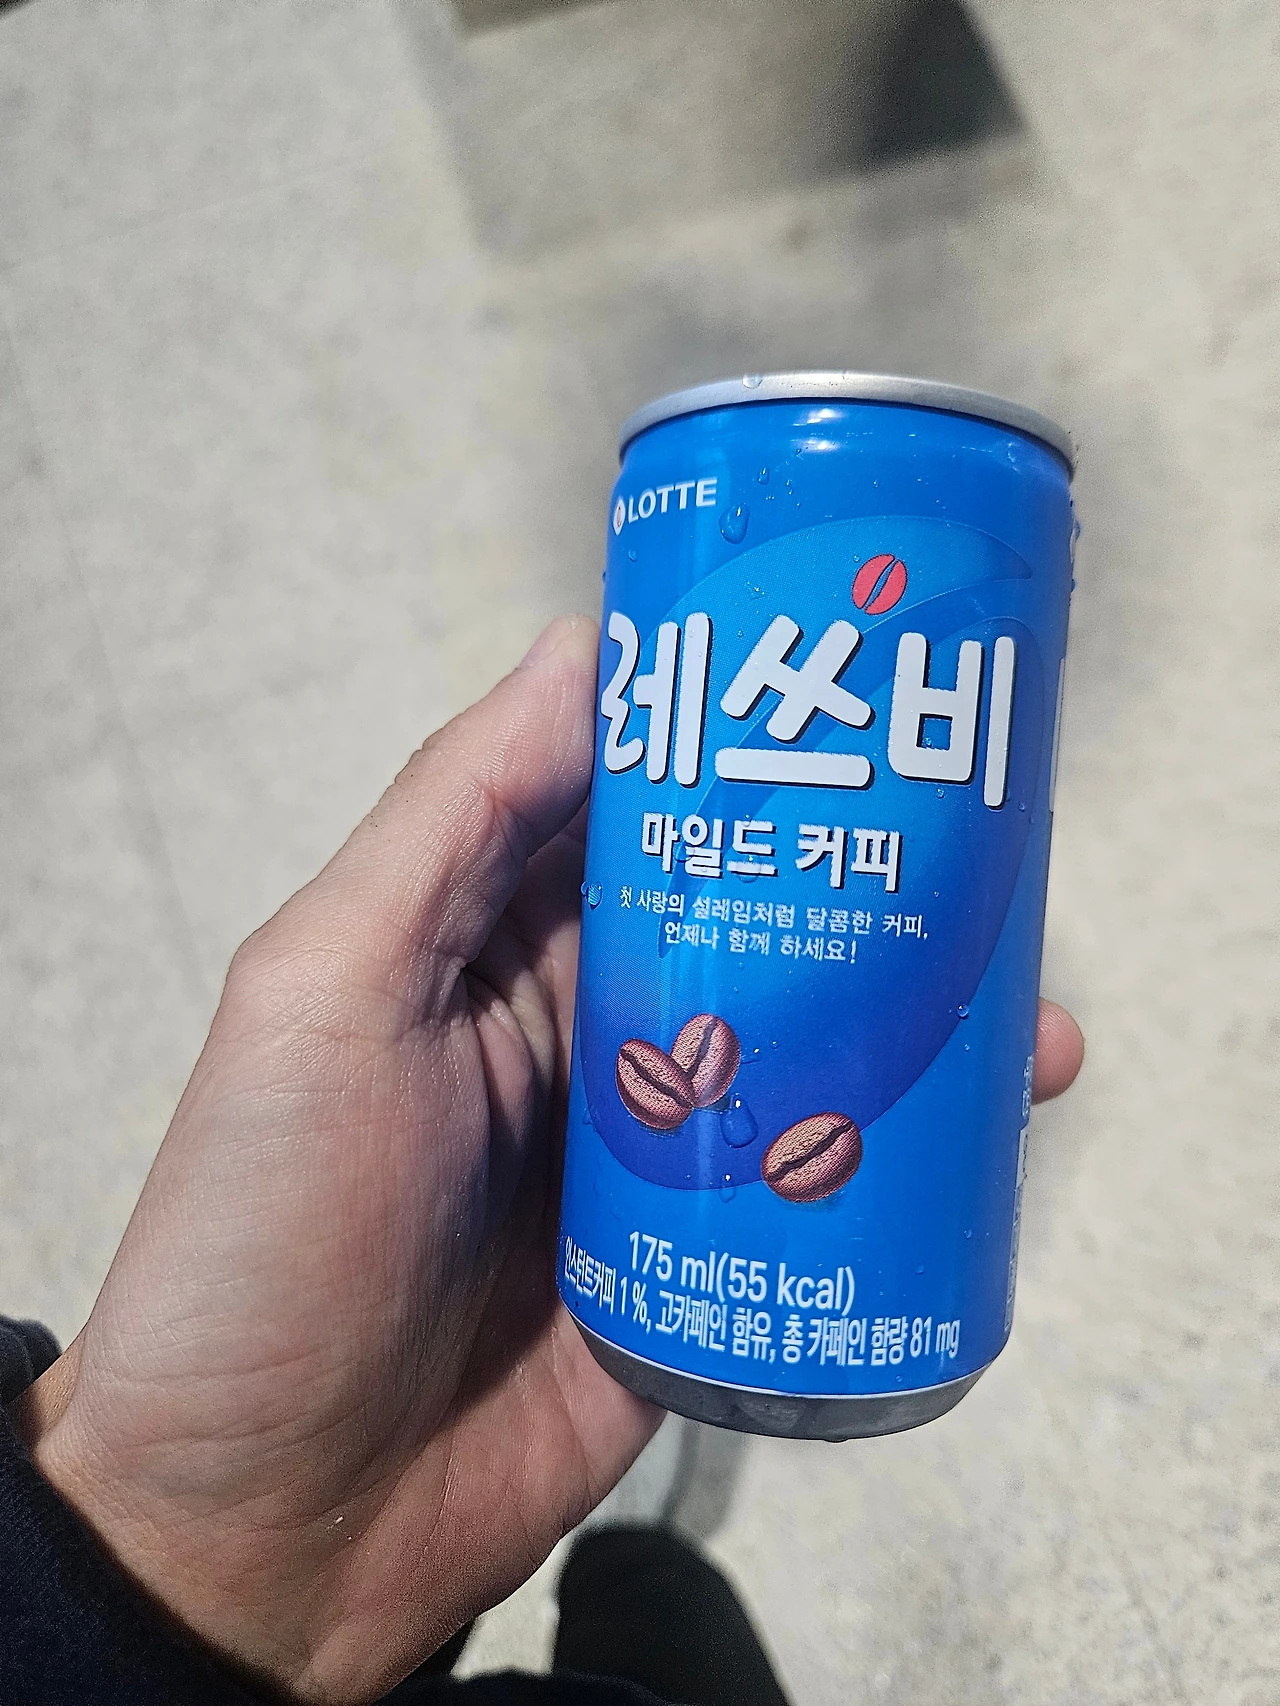 LOTTE
레쓰비
마일드 커피
첫 사랑의 설레임처럼 달콤한 커피,
언제나 함께 하세요!
175 ml(55 kcal)
인스턴트커피 1 %, 고카페인 함유, 총 카페인 함량 81 mg